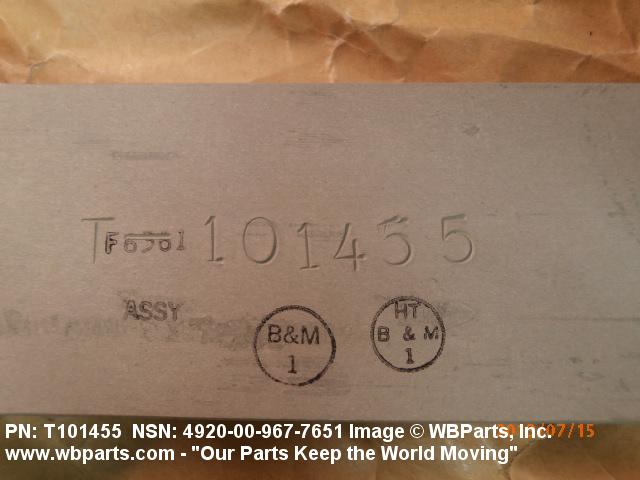 T 101455
ASSY
B&M
1
HT
B & M
1
PN: T101455 NSN: 4920-00-967-7651 Image © WBParts, Inc.
www.wbparts.com - "Our Parts Keep the World Moving"